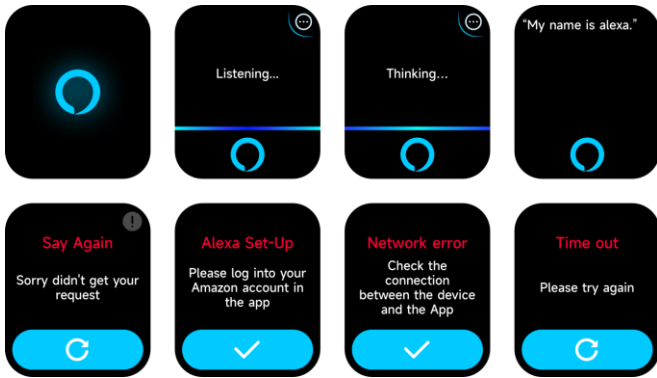 Listening...
Thinking...
“My name is alexa.”
Say Again
Sorry didn't get your
request
Alexa Set-Up
Please log into your
Amazon account in
the app
Network error
Check the
connection
between the device
and the App
Time out
Please try again